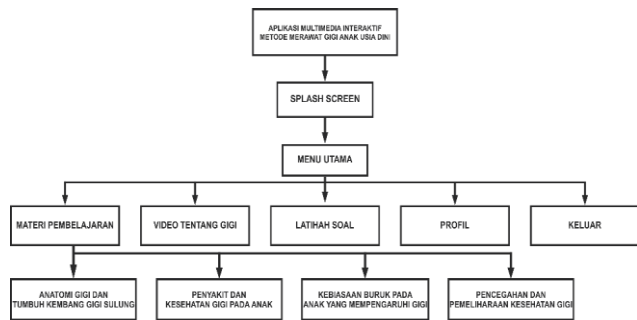 APLIKASI MULTIMEDIA INTERAKTIF
METODE MERAWAT GIGI ANAK USIA DINI
SPLASH SCREEN
MENU UTAMA
MATERI PEMBELAJARAN
VIDEO TENTANG GIGI
LATIHAH SOAL
PROFIL
KELUAR
ANATOMI GIGI DAN
TUMBUH KEMBANG GIGI SULUNG
PENYAKIT DAN
KESEHATAN GIGI PADA ANAK
KEBIASAAN BURUK PADA
ANAK YANG MEMPENGARUHI GIGI
PENCEGAHAN DAN
PEMELIHARAAN KESEHATAN GIGI